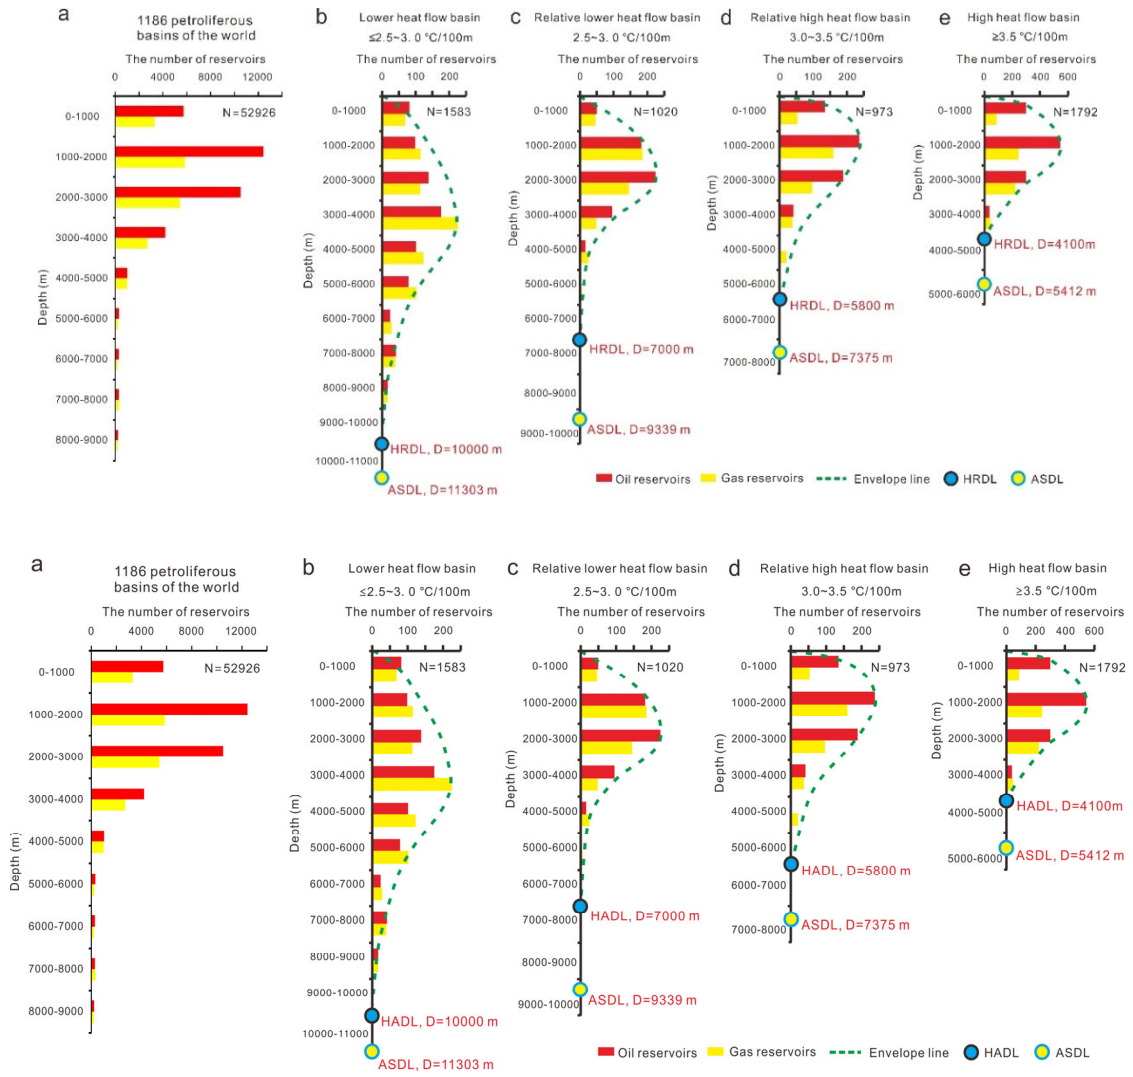 a
1186 petroliferous
basins of the world
The number of reservoirs
0 4000 8000 12000
N=52926
0-1000
1000-2000
2000-3000
3000-4000
4000-5000
5000-6000
6000-7000
7000-8000
8000-9000
Depth (m)
b
Lower heat flow basin
≤2.5~3. 0 °C/100m
The number of reservoirs
0 100 200
N=1583
0-1000
1000-2000
2000-3000
3000-4000
4000-5000
5000-6000
6000-7000
7000-8000
8000-9000
9000-10000
10000-11000
Depth (m)
HRDL, D=10000 m
ASDL, D=11303 m
c
Relative lower heat flow basin
2.5~3. 0 °C/100m
The number of reservoirs
0 100 200
N=1020
0-1000
1000-2000
2000-3000
3000-4000
4000-5000
5000-6000
6000-7000
7000-8000
8000-9000
9000-10000
Depth (m)
HRDL, D=7000 m
ASDL, D=9339 m
d
Relative high heat flow basin
3.0~3.5 °C/100m
The number of reservoirs
0 100 200
N=973
0-1000
1000-2000
2000-3000
3000-4000
4000-5000
5000-6000
6000-7000
7000-8000
Depth (m)
HRDL, D=5800 m
ASDL, D=7375 m
e
High heat flow basin
≥3.5 °C/100m
The number of reservoirs
0 200 400 600
N=1792
0-1000
1000-2000
2000-3000
3000-4000
4000-5000
5000-6000
Depth (m)
HRDL, D=4100m
ASDL, D=5412 m
Oil reservoirs Gas reservoirs Envelope line HRDL ASDL
a
1186 petroliferous
basins of the world
The number of reservoirs
0 4000 8000 12000
N=52926
0-1000
1000-2000
2000-3000
3000-4000
4000-5000
5000-6000
6000-7000
7000-8000
8000-9000
Depth (m)
b
Lower heat flow basin
≤2.5~3. 0 °C/100m
The number of reservoirs
0 100 200
N=1583
0-1000
1000-2000
2000-3000
3000-4000
4000-5000
5000-6000
6000-7000
7000-8000
8000-9000
9000-10000
10000-11000
Depth (m)
HADL, D=10000 m
ASDL, D=11303 m
c
Relative lower heat flow basin
2.5~3. 0 °C/100m
The number of reservoirs
0 100 200
N=1020
0-1000
1000-2000
2000-3000
3000-4000
4000-5000
5000-6000
6000-7000
7000-8000
8000-9000
9000-10000
Depth (m)
HADL, D=7000 m
ASDL, D=9339 m
d
Relative high heat flow basin
3.0~3.5 °C/100m
The number of reservoirs
0 100 200
N=973
0-1000
1000-2000
2000-3000
3000-4000
4000-5000
5000-6000
6000-7000
7000-8000
Depth (m)
HADL, D=5800 m
ASDL, D=7375 m
e
High heat flow basin
≥3.5 °C/100m
The number of reservoirs
0 200 400 600
N=1792
0-1000
1000-2000
2000-3000
3000-4000
4000-5000
5000-6000
Depth (m)
HADL, D=4100m
ASDL, D=5412 m
Oil reservoirs Gas reservoirs Envelope line HADL ASDL